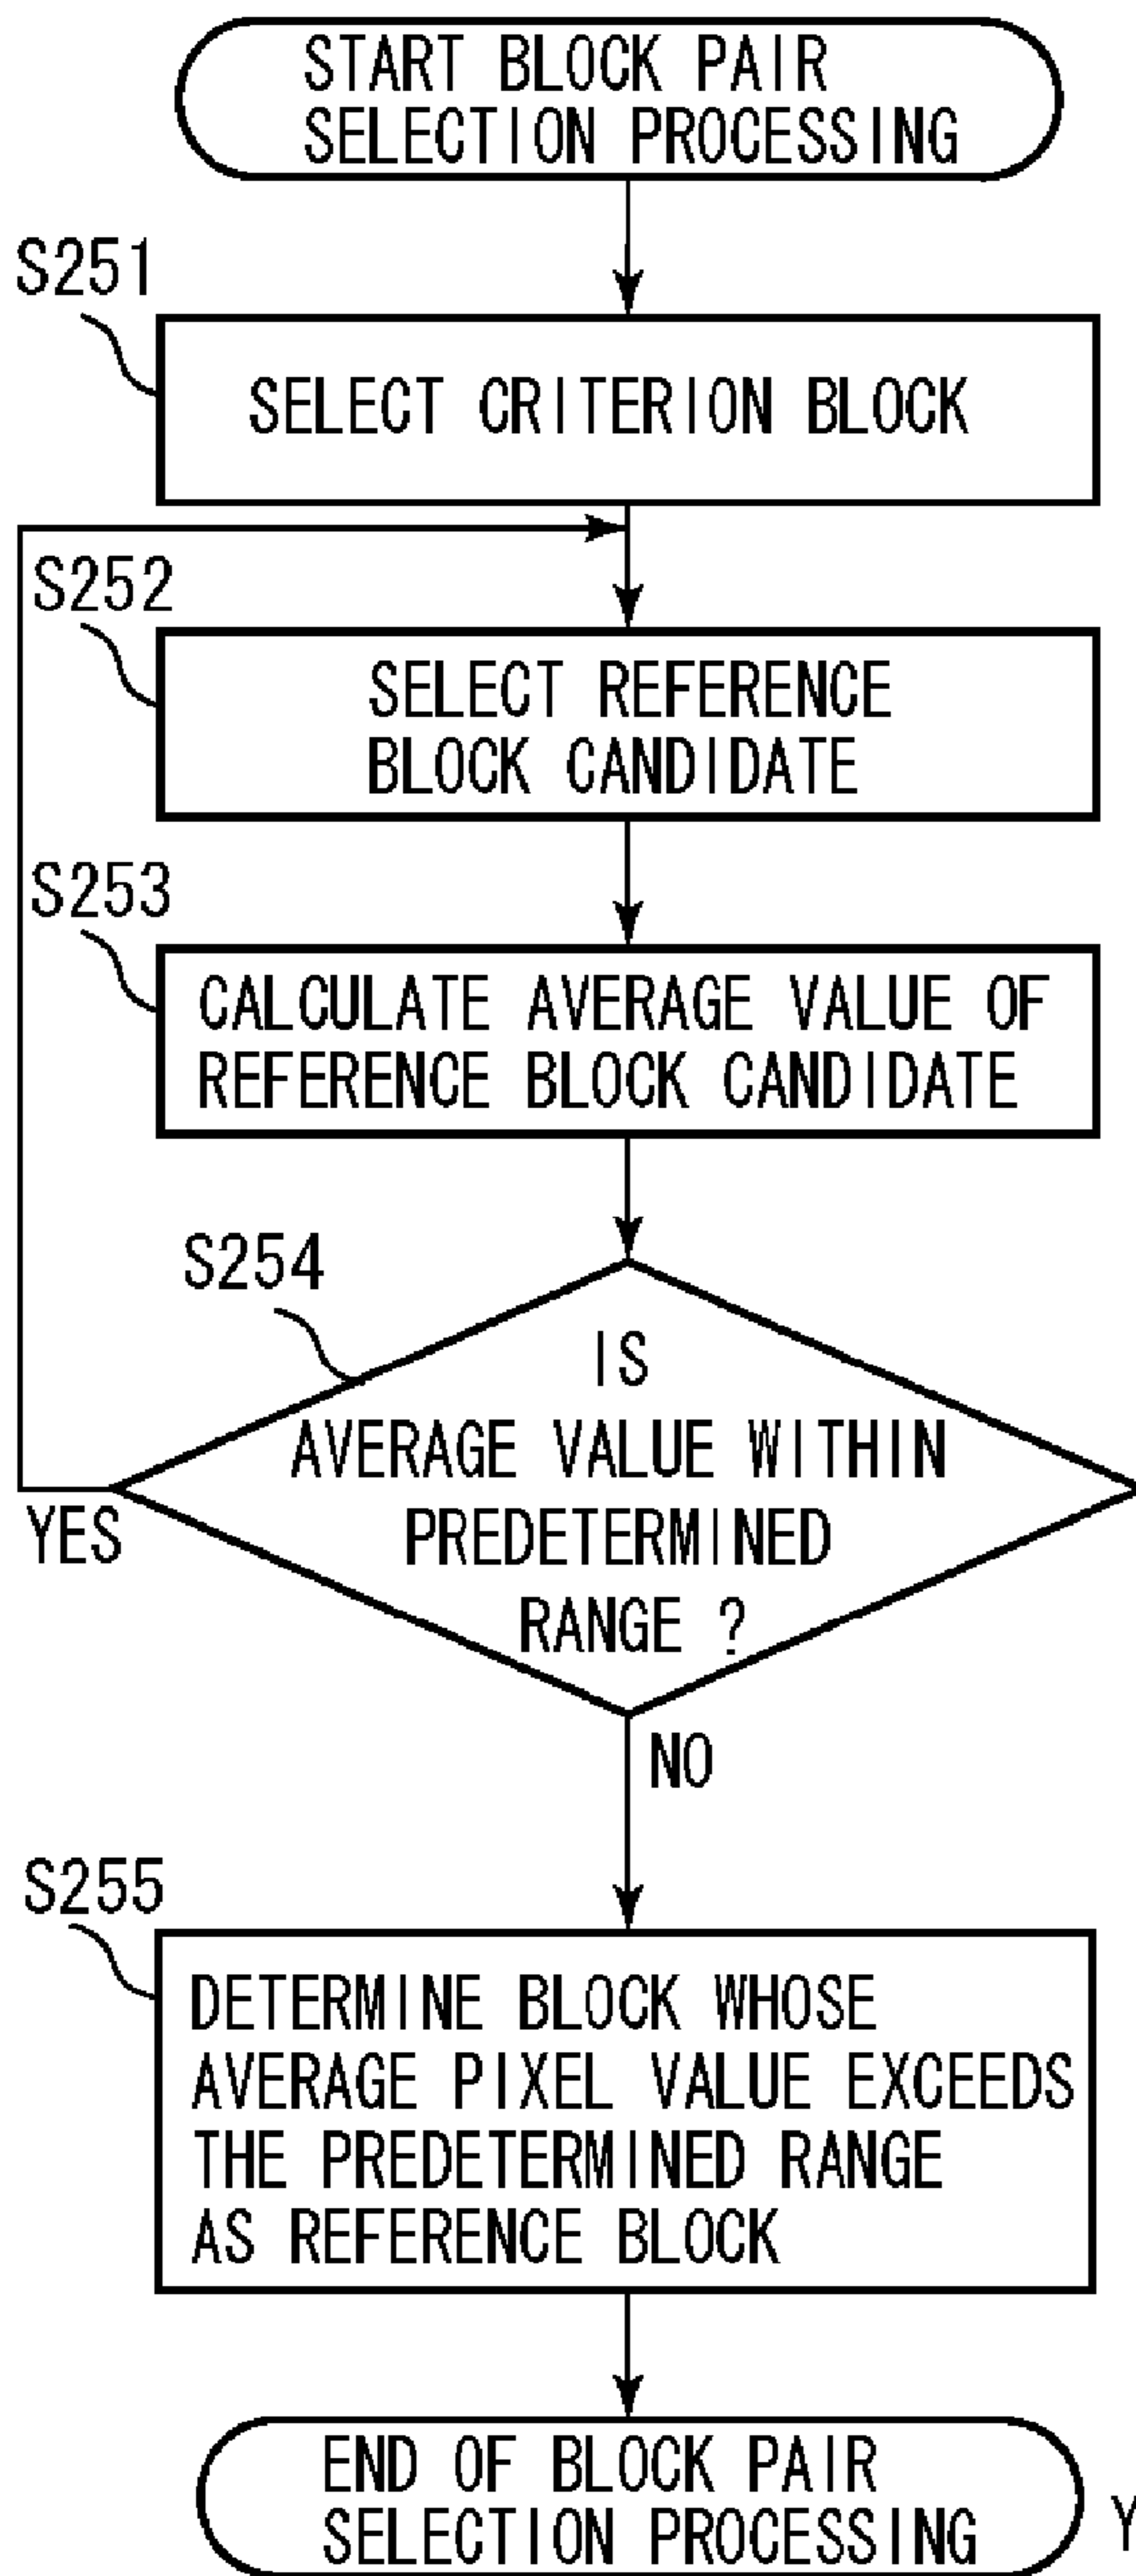 START BLOCK PAIR
SELECTION PROCESSING
S251
SELECT CRITERION BLOCK
S252
SELECT REFERENCE
BLOCK CANDIDATE
S253
CALCULATE AVERAGE VALUE OF
REFERENCE BLOCK CANDIDATE
S254
IS
AVERAGE VALUE WITHIN
PREDETERMINED
RANGE ?
YES
NO
S255
DETERMINE BLOCK WHOSE
AVERAGE PIXEL VALUE EXCEEDS
THE PREDETERMINED RANGE
AS REFERENCE BLOCK
END OF BLOCK PAIR
SELECTION PROCESSING